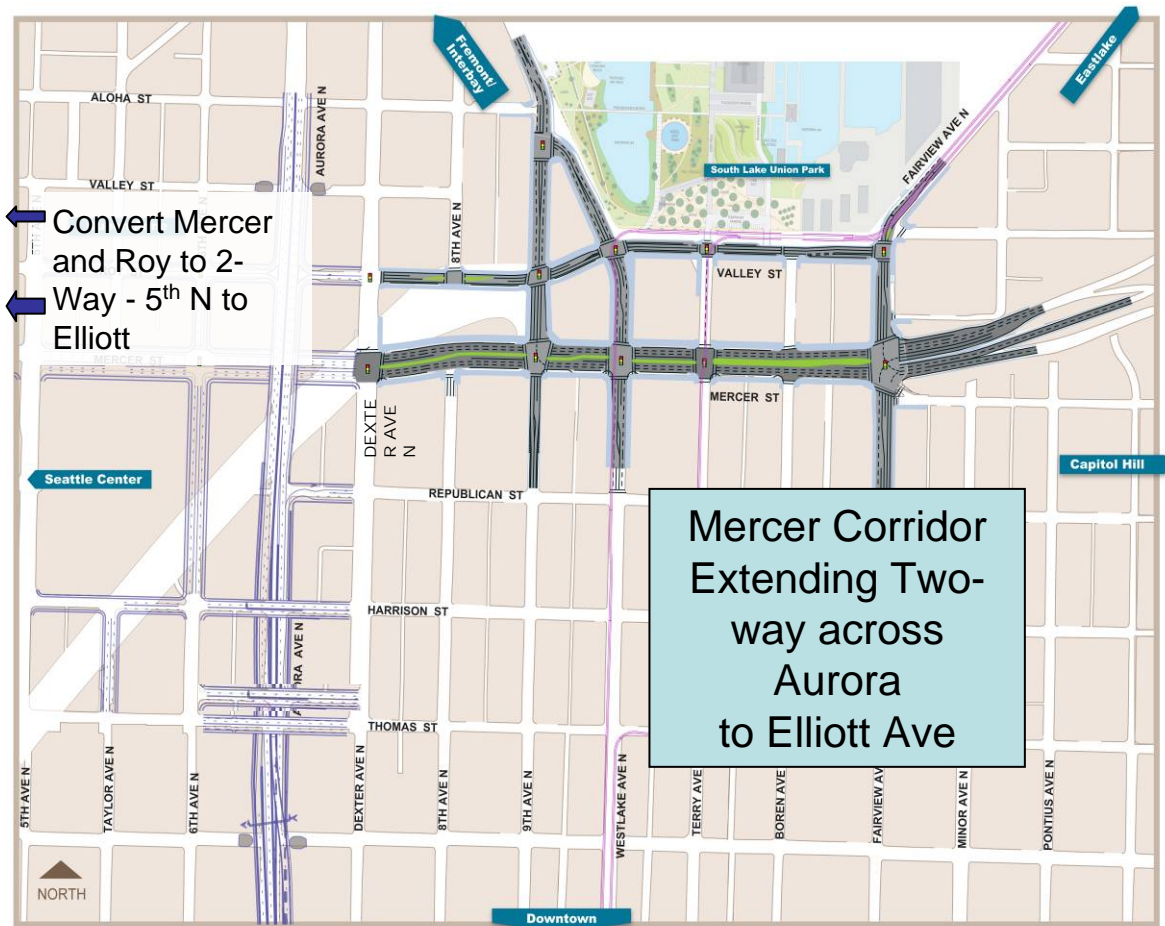 Fremont/
Interbay
Eastlake
ALOHA ST
AURORA AVE N
FAIRVIEW AVE N
South Lake Union Park
VALLEY ST
8TH AVE N
Convert Mercer
and Roy to 2-
Way - 5th N to
Elliott
VALLEY ST
MERCER ST
MERCER ST
DEXTE
R AVE
N
Seattle Center
Capitol Hill
REPUBLICAN ST
Mercer Corridor
Extending Two-
way across
Aurora
to Elliott Ave
HARRISON ST
THOMAS ST
5TH AVE N
TAYLOR AVE N
6TH AVE N
DEXTER AVE N
8TH AVE N
9TH AVE N
WESTLAKE AVE N
TERRY AVE
BOREN AVE
FAIRVIEW AV
MINOR AVE N
PONTIUS AVE N
NORTH
Downtown